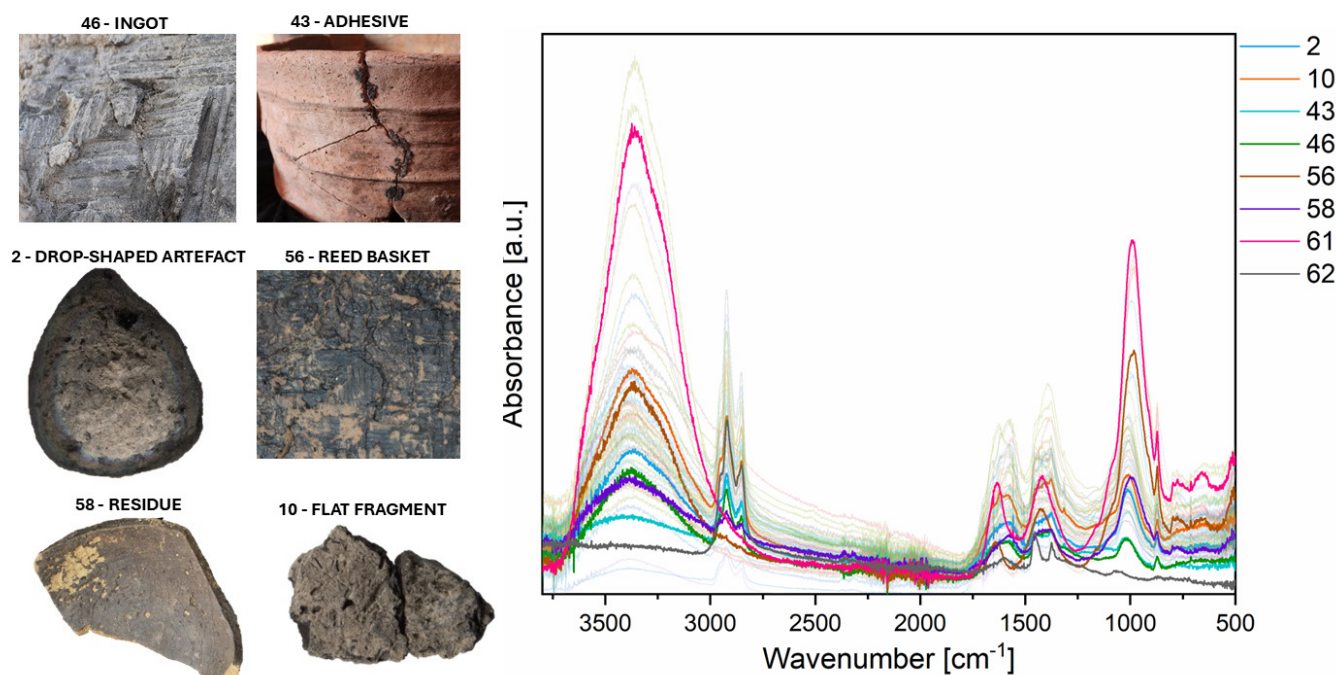 46 - INGOT
43 - ADHESIVE
2 - DROP-SHAPED ARTEFACT
56 - REED BASKET
58 - RESIDUE
10 - FLAT FRAGMENT
Absorbance [a.u.]
3500 3000 2500 2000 1500 1000 500
Wavenumber [cm⁻¹]
2
10
43
46
56
58
61
62